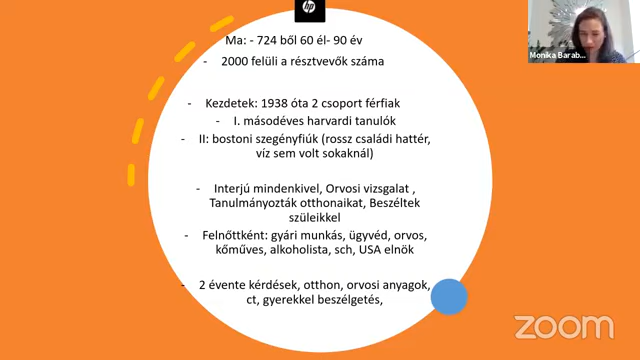 hp
Monika Barab...
Ma: - 724 ből 60 él- 90 év
- 2000 felüli a résztvevők száma
- Kezdetek: 1938 óta 2 csoport férfiak
- I. másodéves harvardi tanulók
- II: bostoni szegényfiúk (rossz családi hattér,
víz sem volt sokaknál)
- Interjú mindenkivel, Orvosi vizsgalat ,
Tanulmányozták otthonaikat, Beszéltek
szüleikkel
- Felnőttként: gyári munkás, ügyvéd, orvos,
kőműves, alkoholista, sch, USA elnök
- 2 évente kérdések, otthon, orvosi anyagok,
ct, gyerekkel beszélgetés,
zoom